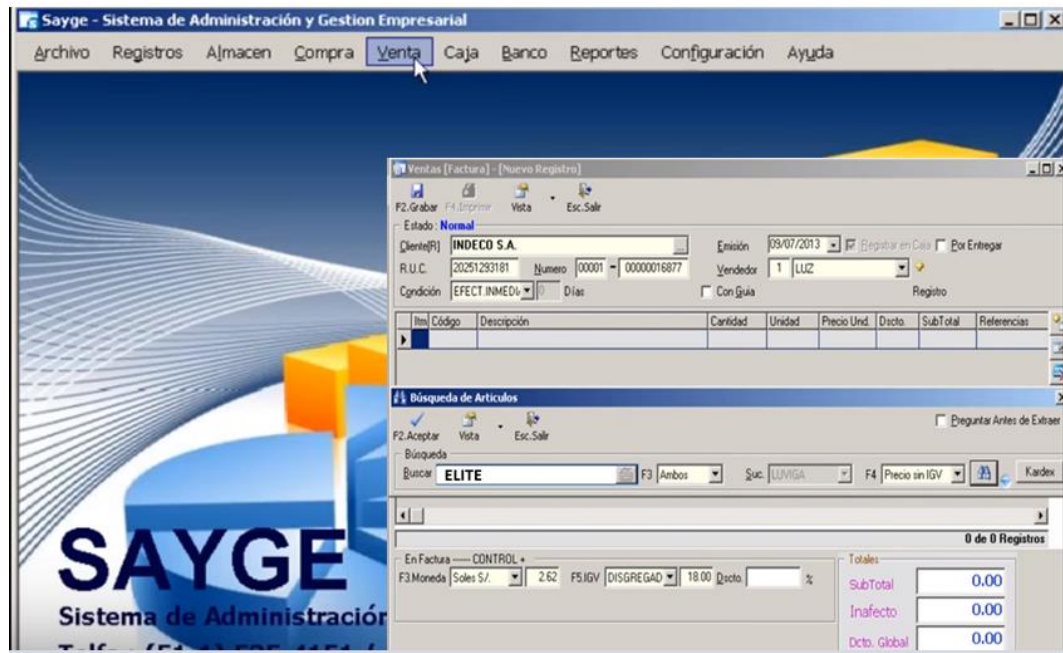 Sayge - Sistema de Administración y Gestion Empresarial
Archivo Registros Almacen Compra Venta Caja Banco Reportes Configuración Ayuda
Ventas [Factura] - [Nuevo Registro]
F2.Grabar F4.Imprimir Vista Esc.Salir
Estado : Normal
Cliente[R] INDECO S.A. ... Emisión 09/07/2013 Registrar en Caja Por Entregar
R.U.C. 20251293181 Numero 00001 - 00000016877 Vendedor 1 LUZ
Condición EFECT.INMEDI 0 Días Con Guia Registro
Itm Código Descripción Cantidad Unidad Precio Und. Dscto. SubTotal Referencias
Búsqueda de Articulos
F2.Aceptar Vista Esc.Salir Preguntar Antes de Extraer
Búsqueda
Buscar ELITE F3 Ambos Suc. LUVIGA F4 Precio sin IGV Kardex
0 de 0 Registros
En Factura ----- CONTROL + Totales
F3.Moneda Soles S/. 2.62 F5.IGV DISGREGAD 18.00 Dscto. %
SubTotal 0.00
Inafecto 0.00
Dcto. Global 0.00
SAYGE
Sistema de Administración